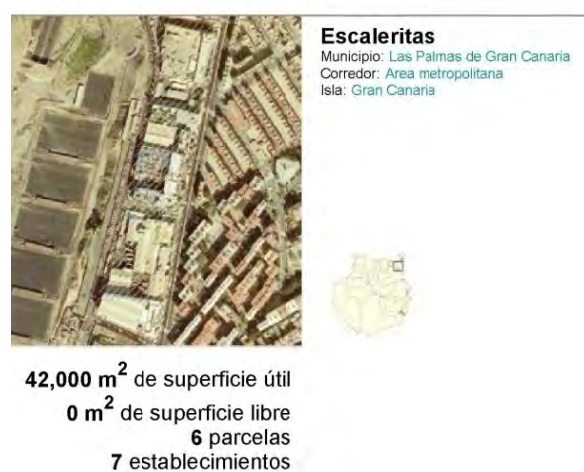 Escaleritas
Municipio: Las Palmas de Gran Canaria
Corredor: Area metropolitana
Isla: Gran Canaria
42,000 m² de superficie útil
0 m² de superficie libre
6 parcelas
7 establecimientos